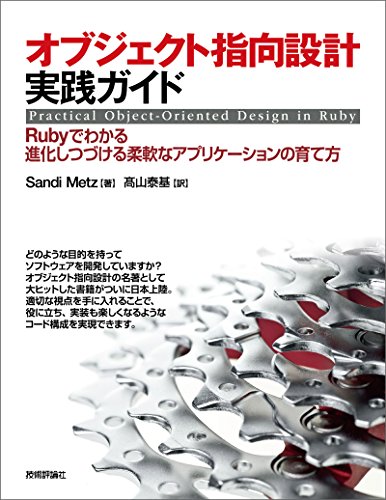 オブジェクト指向設計
実践ガイド
Practical Object-Oriented Design in Ruby
Rubyでわかる
進化しつづける柔軟なアプリケーションの育て方
Sandi Metz【著】 髙山泰基【訳】
どのような目的を持って
ソフトウェアを開発していますか?
オブジェクト指向設計の名著として
大ヒットした書籍がついに日本上陸。
適切な視点を手に入れることで、
役に立ち、実装も楽しくなるような
コード構成を実現できます。
技術評論社